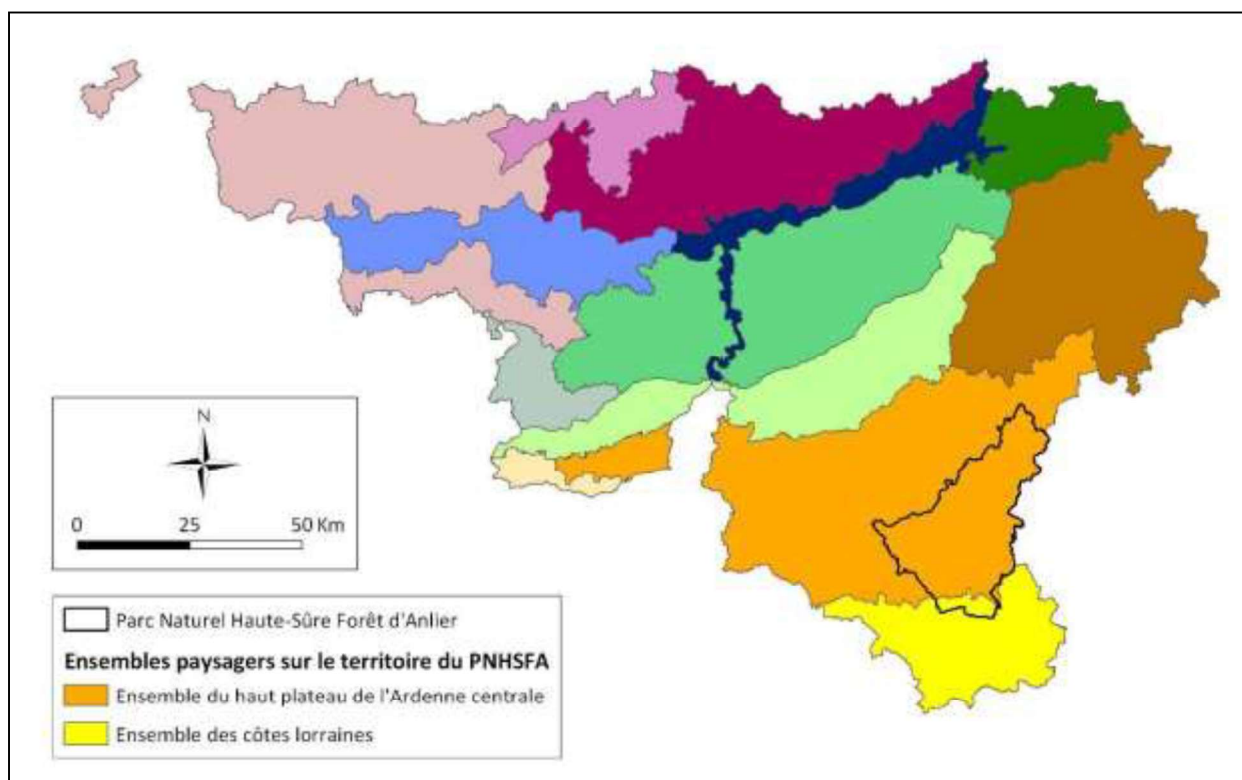 N
0 25 50 Km
Parc Naturel Haute-Sûre Forêt d'Anlier
Ensembles paysagers sur le territoire du PNHSFA
Ensemble du haut plateau de l'Ardenne centrale
Ensemble des côtes lorraines